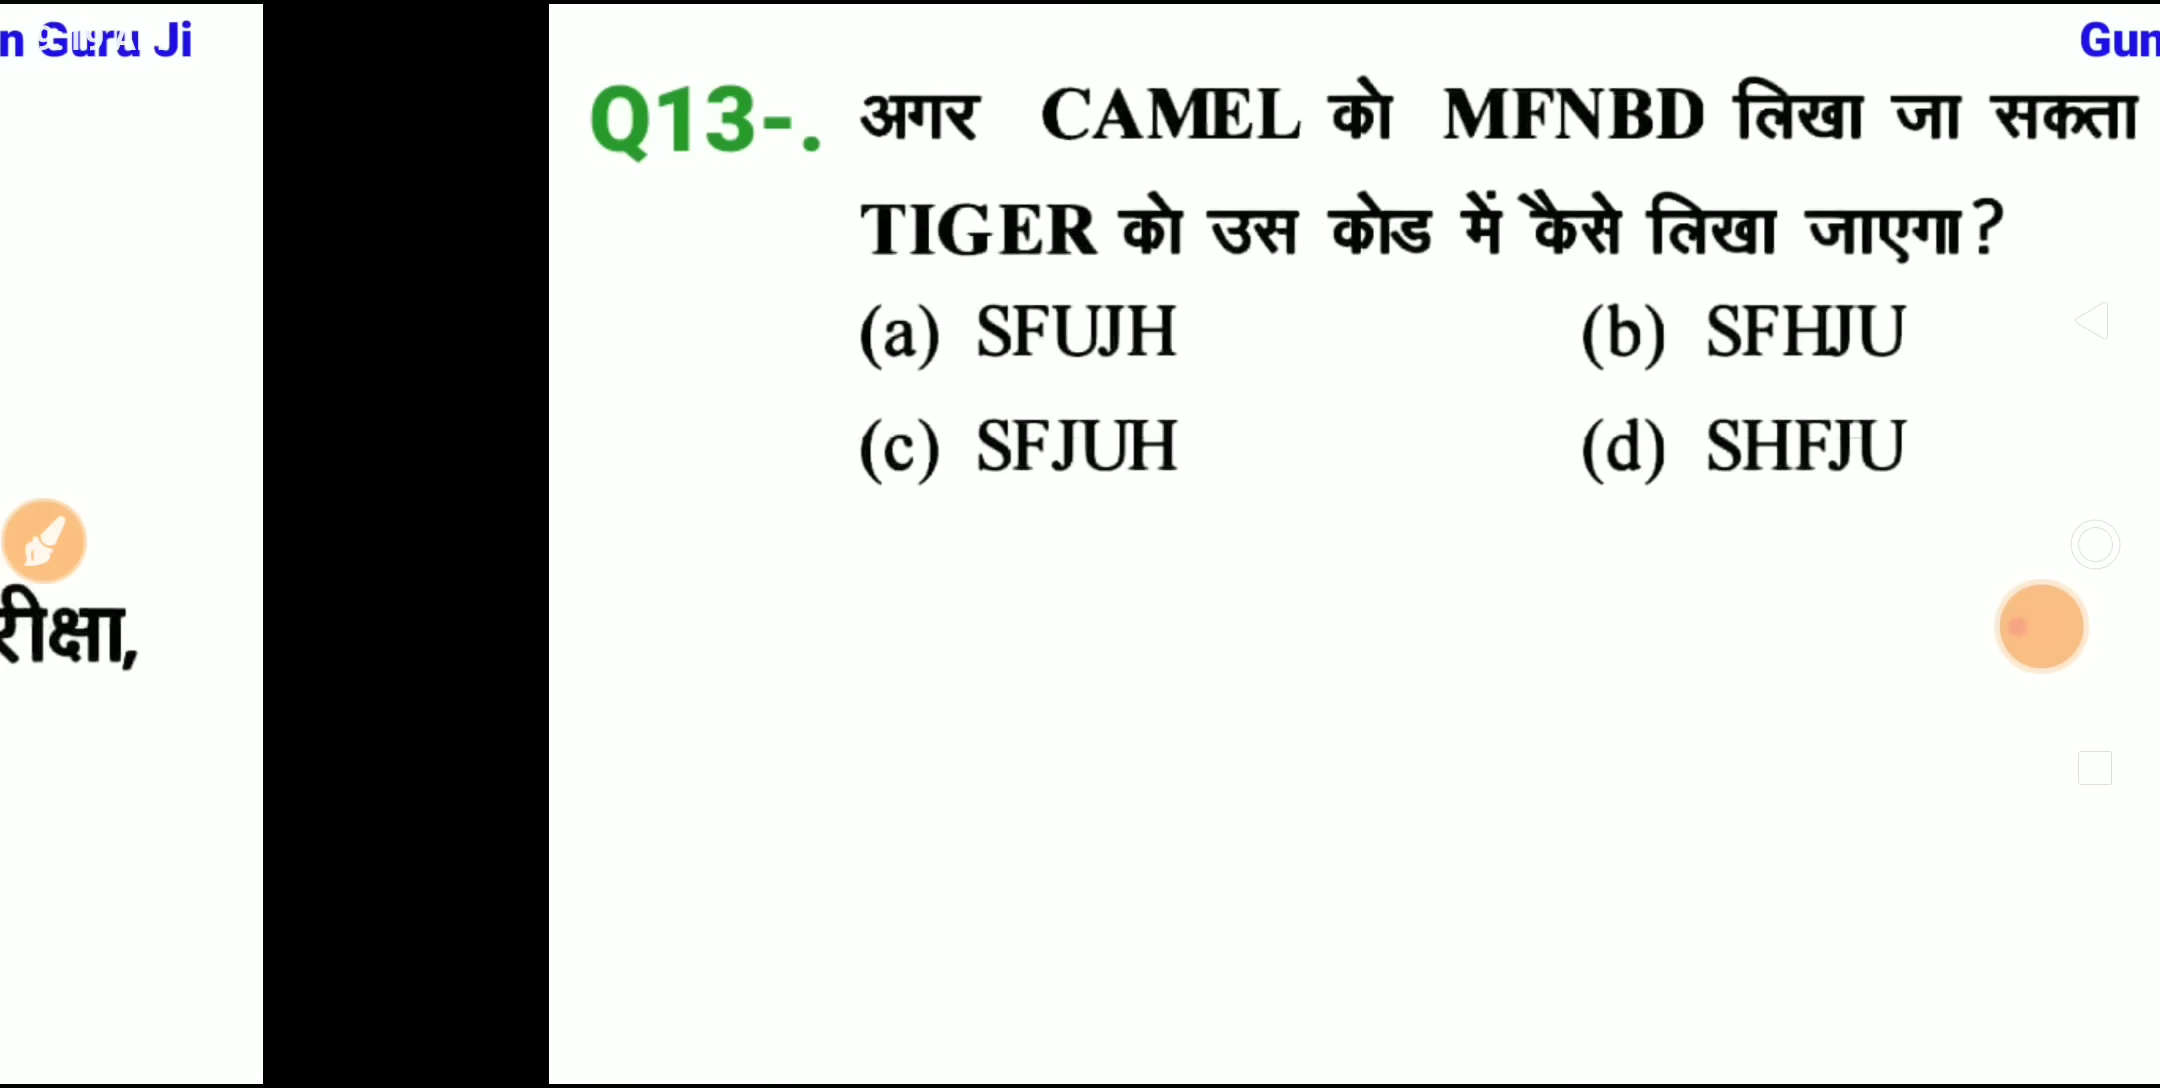 n Guru Ji
Gun
Q13-. अगर CAMEL को MFNBD लिखा जा सकता
TIGER को उस कोड में कैसे लिखा जाएगा?
(a) SFUJH (b) SFHJU
(c) SFJUH (d) SHFJU
रीक्षा,